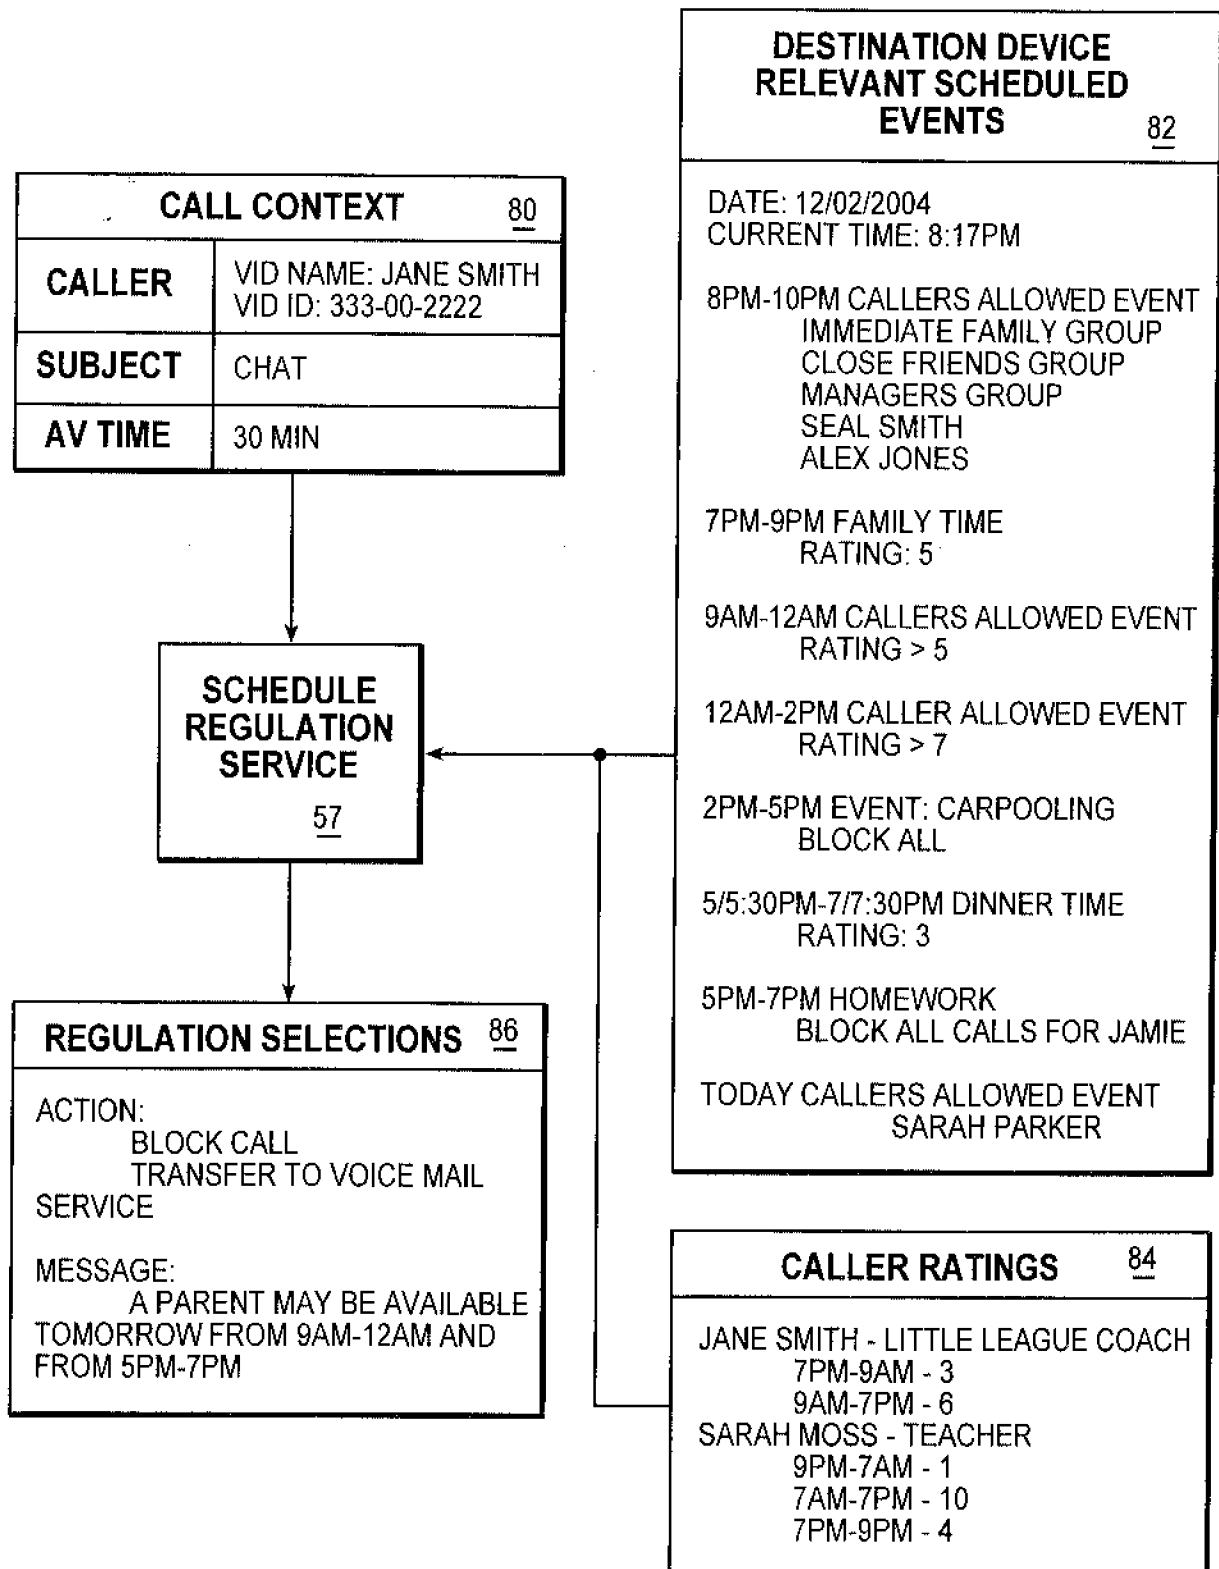 CALL CONTEXT 80
CALLER
VID NAME: JANE SMITH
VID ID: 333-00-2222
SUBJECT
CHAT
AV TIME
30 MIN
SCHEDULE
REGULATION
SERVICE
57
REGULATION SELECTIONS 86
ACTION:
BLOCK CALL
TRANSFER TO VOICE MAIL
SERVICE
MESSAGE:
A PARENT MAY BE AVAILABLE
TOMORROW FROM 9AM-12AM AND
FROM 5PM-7PM
DESTINATION DEVICE
RELEVANT SCHEDULED
EVENTS
82
DATE: 12/02/2004
CURRENT TIME: 8:17PM
8PM-10PM CALLERS ALLOWED EVENT
IMMEDIATE FAMILY GROUP
CLOSE FRIENDS GROUP
MANAGERS GROUP
SEAL SMITH
ALEX JONES
7PM-9PM FAMILY TIME
RATING: 5
9AM-12AM CALLERS ALLOWED EVENT
RATING > 5
12AM-2PM CALLER ALLOWED EVENT
RATING > 7
2PM-5PM EVENT: CARPOOLING
BLOCK ALL
5/5:30PM-7/7:30PM DINNER TIME
RATING: 3
5PM-7PM HOMEWORK
BLOCK ALL CALLS FOR JAMIE
TODAY CALLERS ALLOWED EVENT
SARAH PARKER
CALLER RATINGS 84
JANE SMITH - LITTLE LEAGUE COACH
7PM-9AM - 3
9AM-7PM - 6
SARAH MOSS - TEACHER
9PM-7AM - 1
7AM-7PM - 10
7PM-9PM - 4